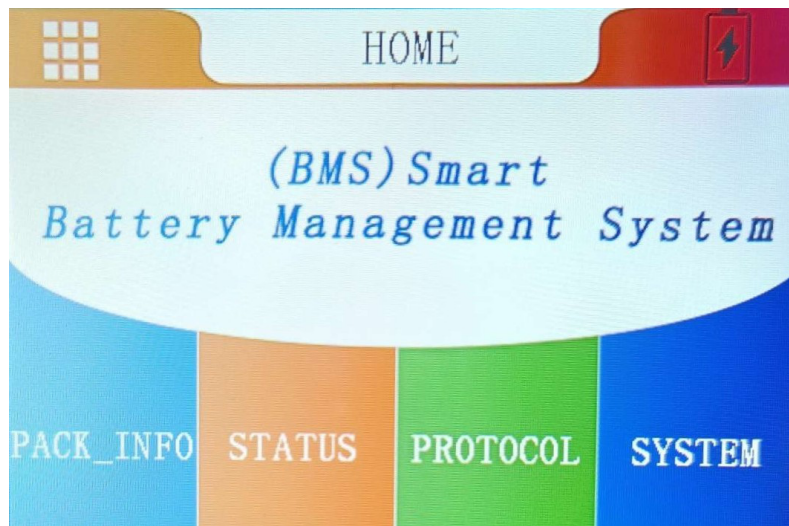 HOME
(BMS)Smart
Battery Management System
PACK_INFO STATUS PROTOCOL SYSTEM